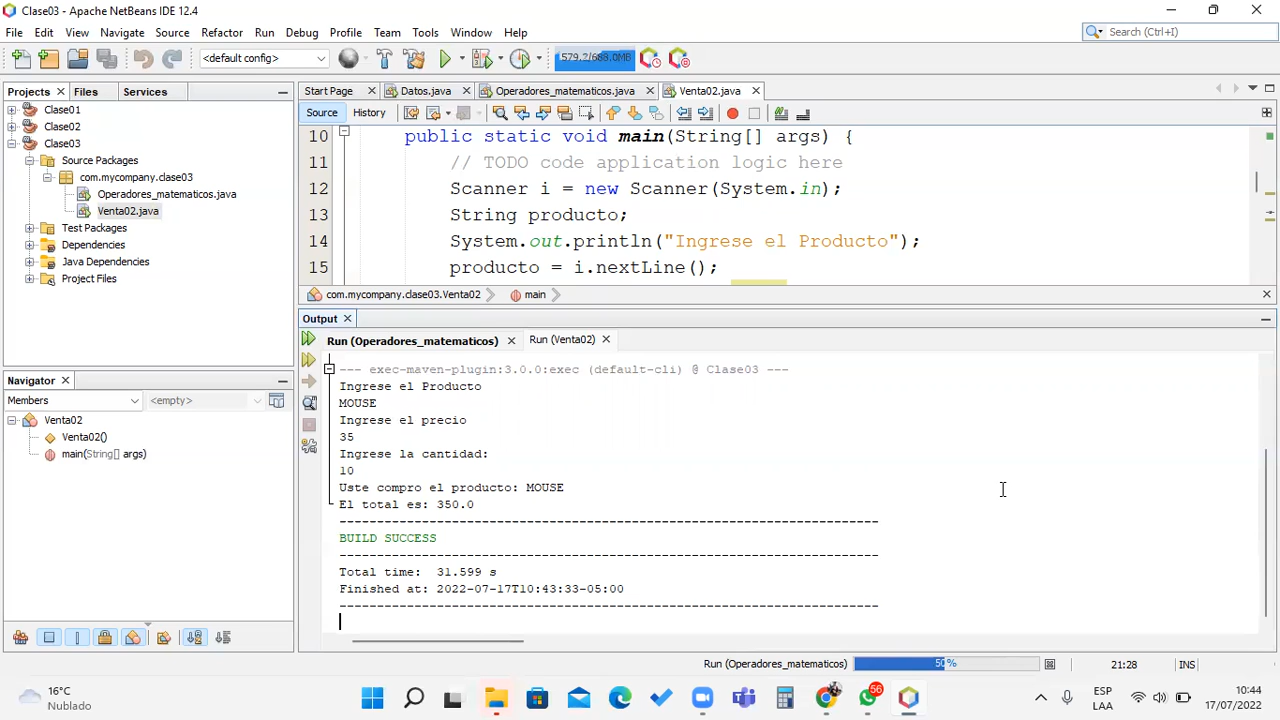 Clase03 - Apache NetBeans IDE 12.4
File Edit View Navigate Source Refactor Run Debug Profile Team Tools Window Help
Search (Ctrl+I)
<default config>
579.2/688.0MB
Projects Files Services
Start Page Datos.java Operadores_matematicos.java Venta02.java
Source History
Clase01
Clase02
Clase03
Source Packages
com.mycompany.clase03
Operadores_matematicos.java
Venta02.java
Test Packages
Dependencies
Java Dependencies
Project Files
10 public static void main(String[] args) {
11 // TODO code application logic here
12 Scanner i = new Scanner(System.in);
13 String producto;
14 System.out.println("Ingrese el Producto");
15 producto = i.nextLine();
com.mycompany.clase03.Venta02 main
Output
Run (Operadores_matematicos) Run (Venta02)
--- exec-maven-plugin:3.0.0:exec (default-cli) @ Clase03 ---
Ingrese el Producto
MOUSE
Ingrese el precio
35
Ingrese la cantidad:
10
Uste compro el producto: MOUSE
El total es: 350.0
------------------------------------------------------------------------
BUILD SUCCESS
------------------------------------------------------------------------
Total time: 31.599 s
Finished at: 2022-07-17T10:43:33-05:00
------------------------------------------------------------------------
Navigator
Members <empty>
Venta02
Venta02()
main(String[] args)
Run (Operadores_matematicos) 50% 21:28 INS
16°C
Nublado
56
ESP
LAA
10:44
17/07/2022